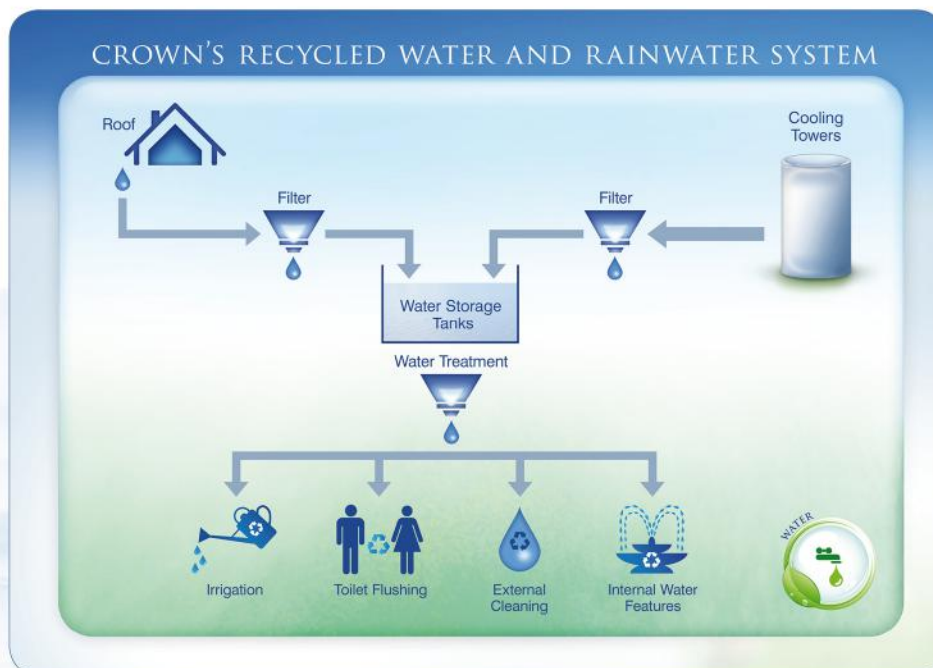 CROWN'S RECYCLED WATER AND RAINWATER SYSTEM
Roof
Cooling
Towers
Filter
Filter
Water Storage
Tanks
Water Treatment
Irrigation
Toilet Flushing
External
Cleaning
Internal Water
Features
WATER